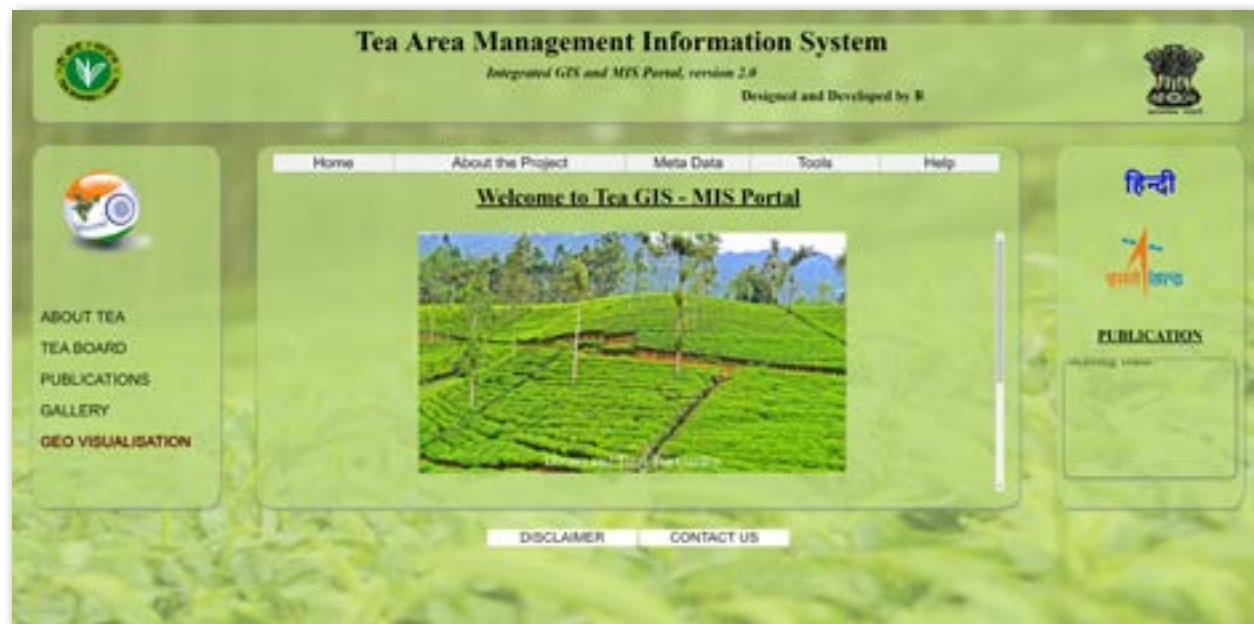 Tea Area Management Information System
Integrated GIS and MIS Portal, version 2.0
Designed and Developed by B
Home About the Project Meta Data Tools Help
Welcome to Tea GIS - MIS Portal
ABOUT TEA
TEA BOARD
PUBLICATIONS
GALLERY
GEO VISUALISATION
हिन्दी
इसरो isro
PUBLICATION
DISCLAIMER CONTACT US